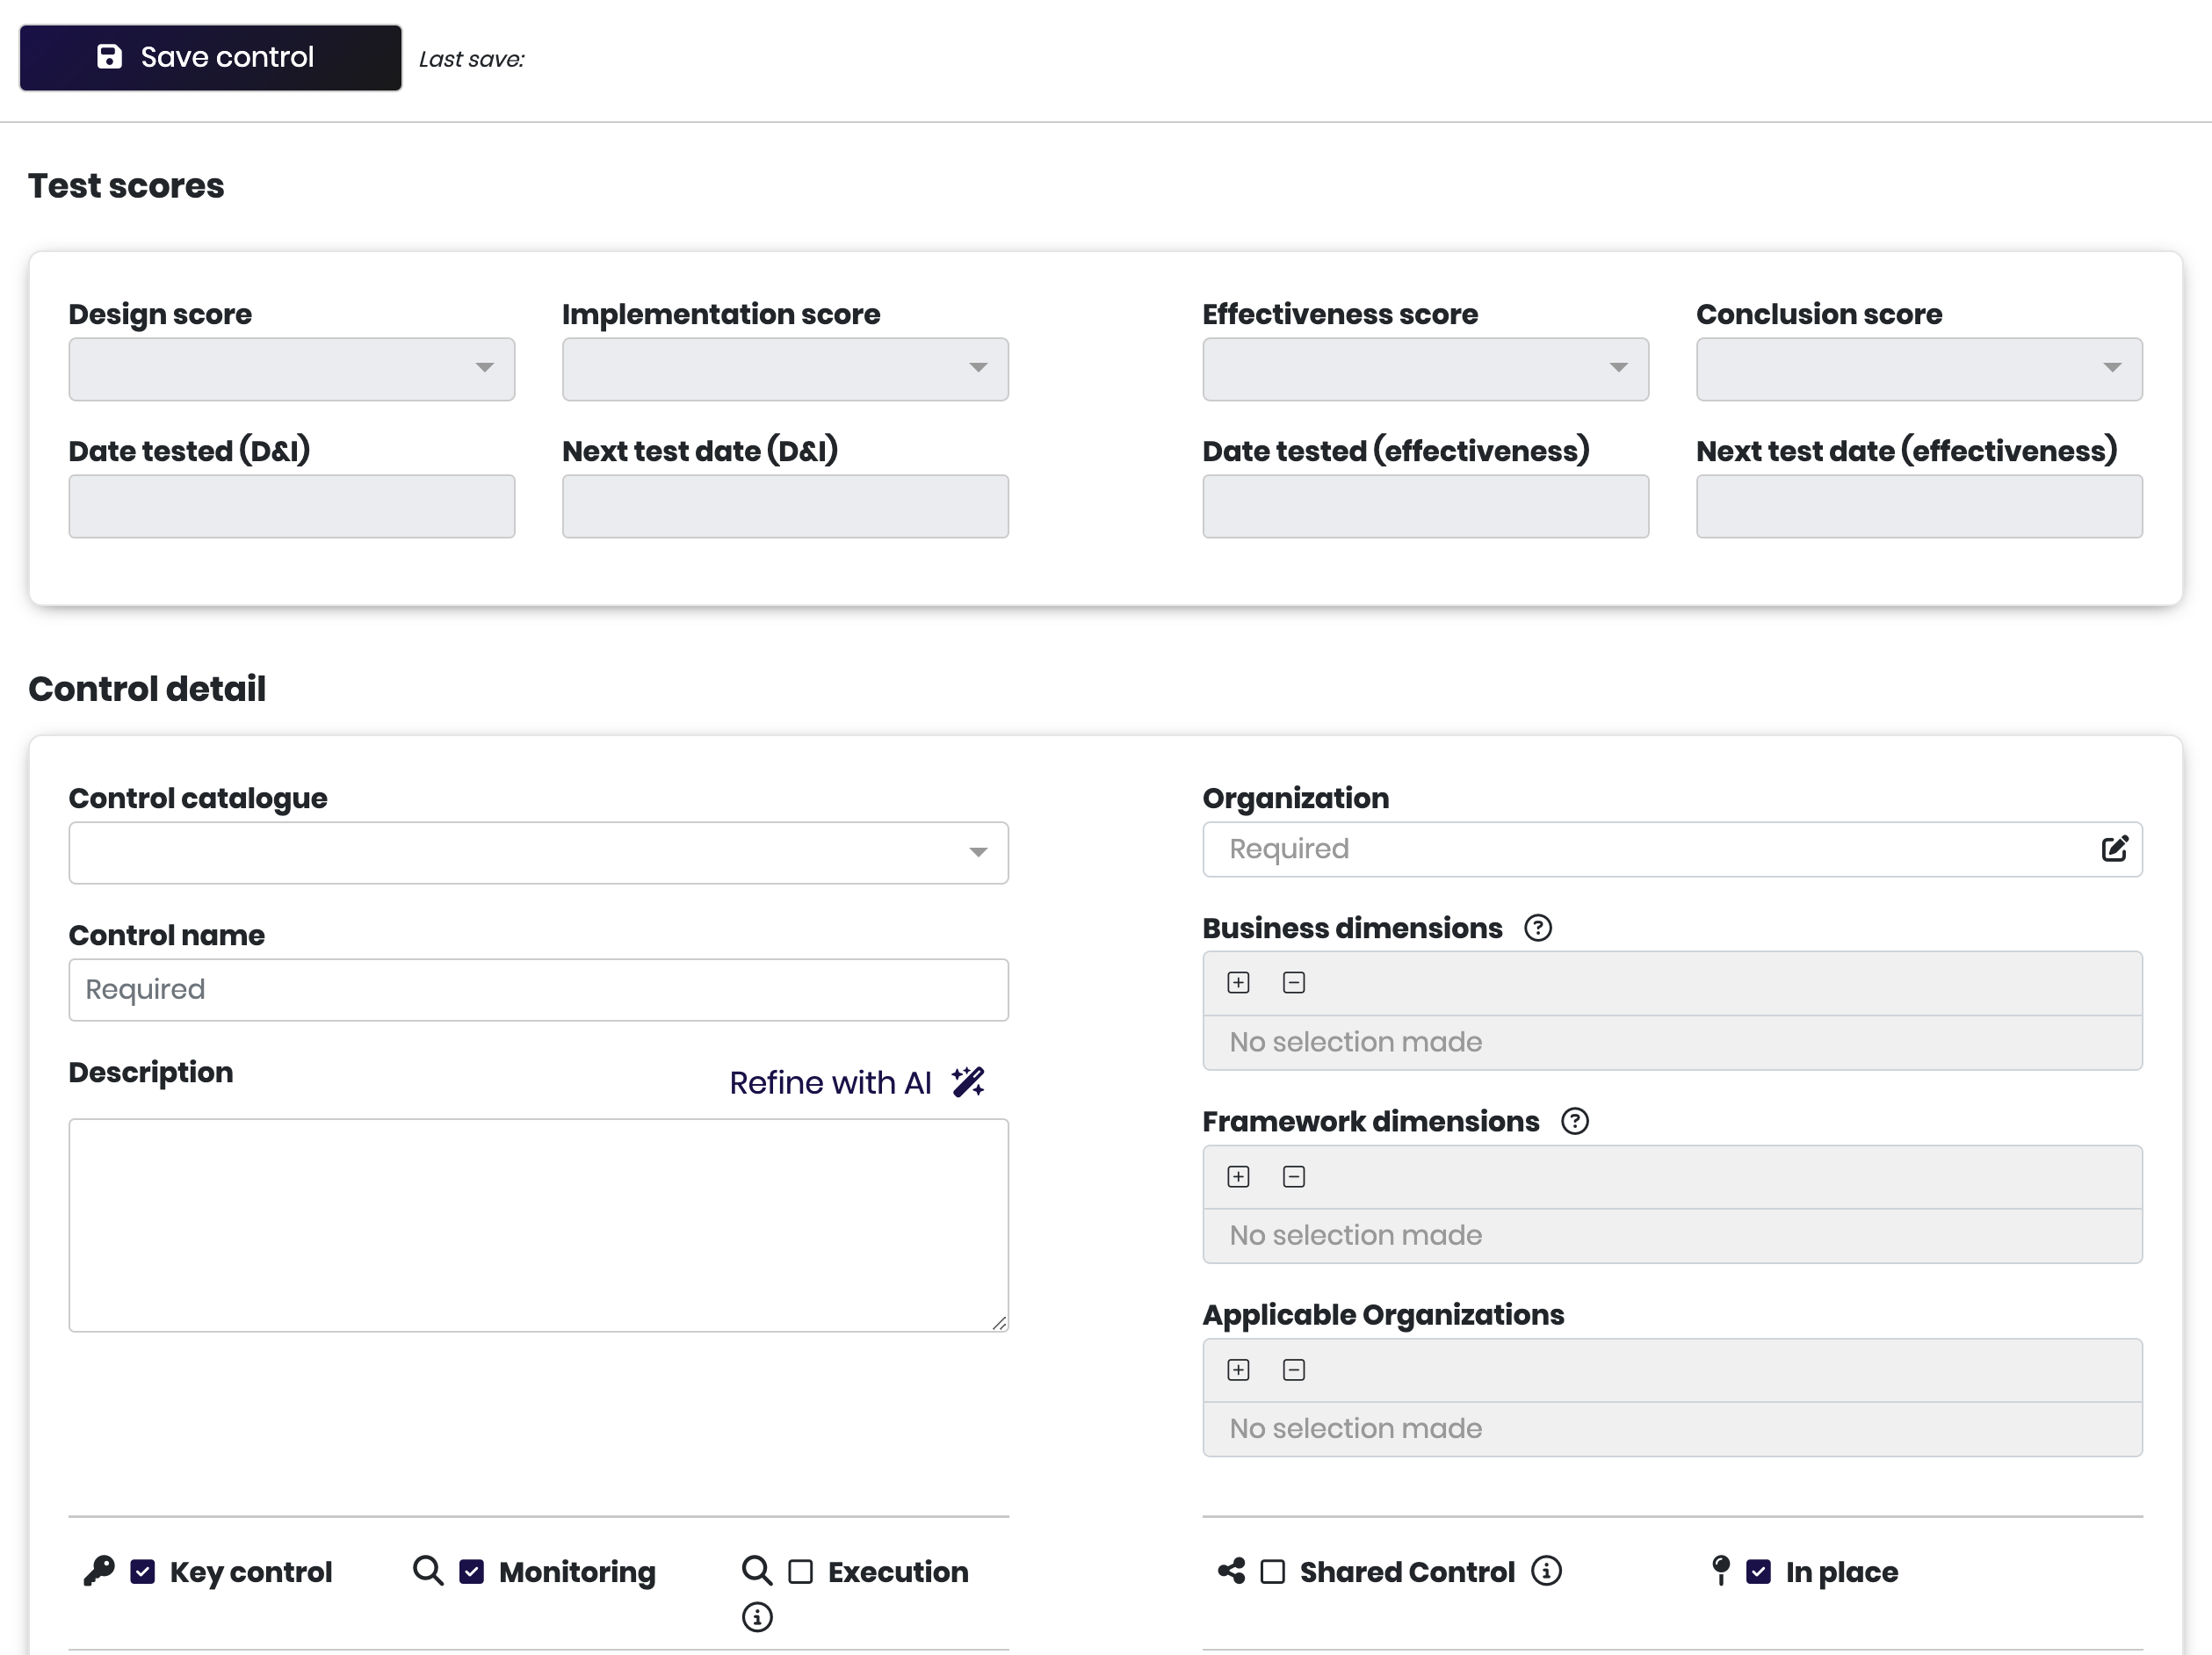 Save control
Last save:
Test scores
Design score
Implementation score
Effectiveness score
Conclusion score
Date tested (D&I)
Next test date (D&I)
Date tested (effectiveness)
Next test date (effectiveness)
Control detail
Control catalogue
Control name
Required
Description
Refine with AI
Organization
Required
Business dimensions
No selection made
Framework dimensions
No selection made
Applicable Organizations
No selection made
Key control
Monitoring
Execution
Shared Control
In place